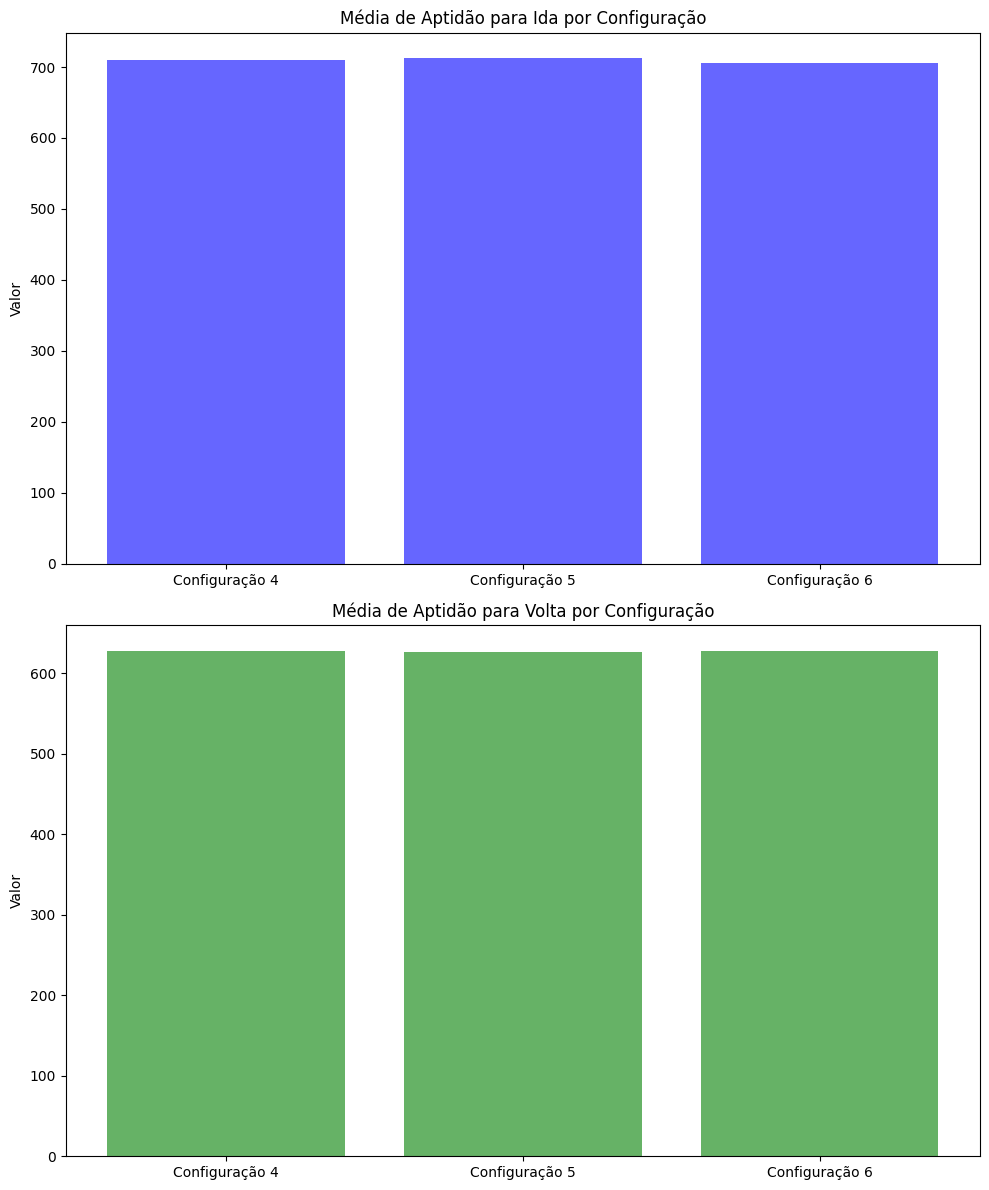 Média de Aptidão para Ida por Configuração
700
600
500
400
300
200
100
0
Valor
Configuração 4
Configuração 5
Configuração 6
Média de Aptidão para Volta por Configuração
600
500
400
300
200
100
0
Valor
Configuração 4
Configuração 5
Configuração 6